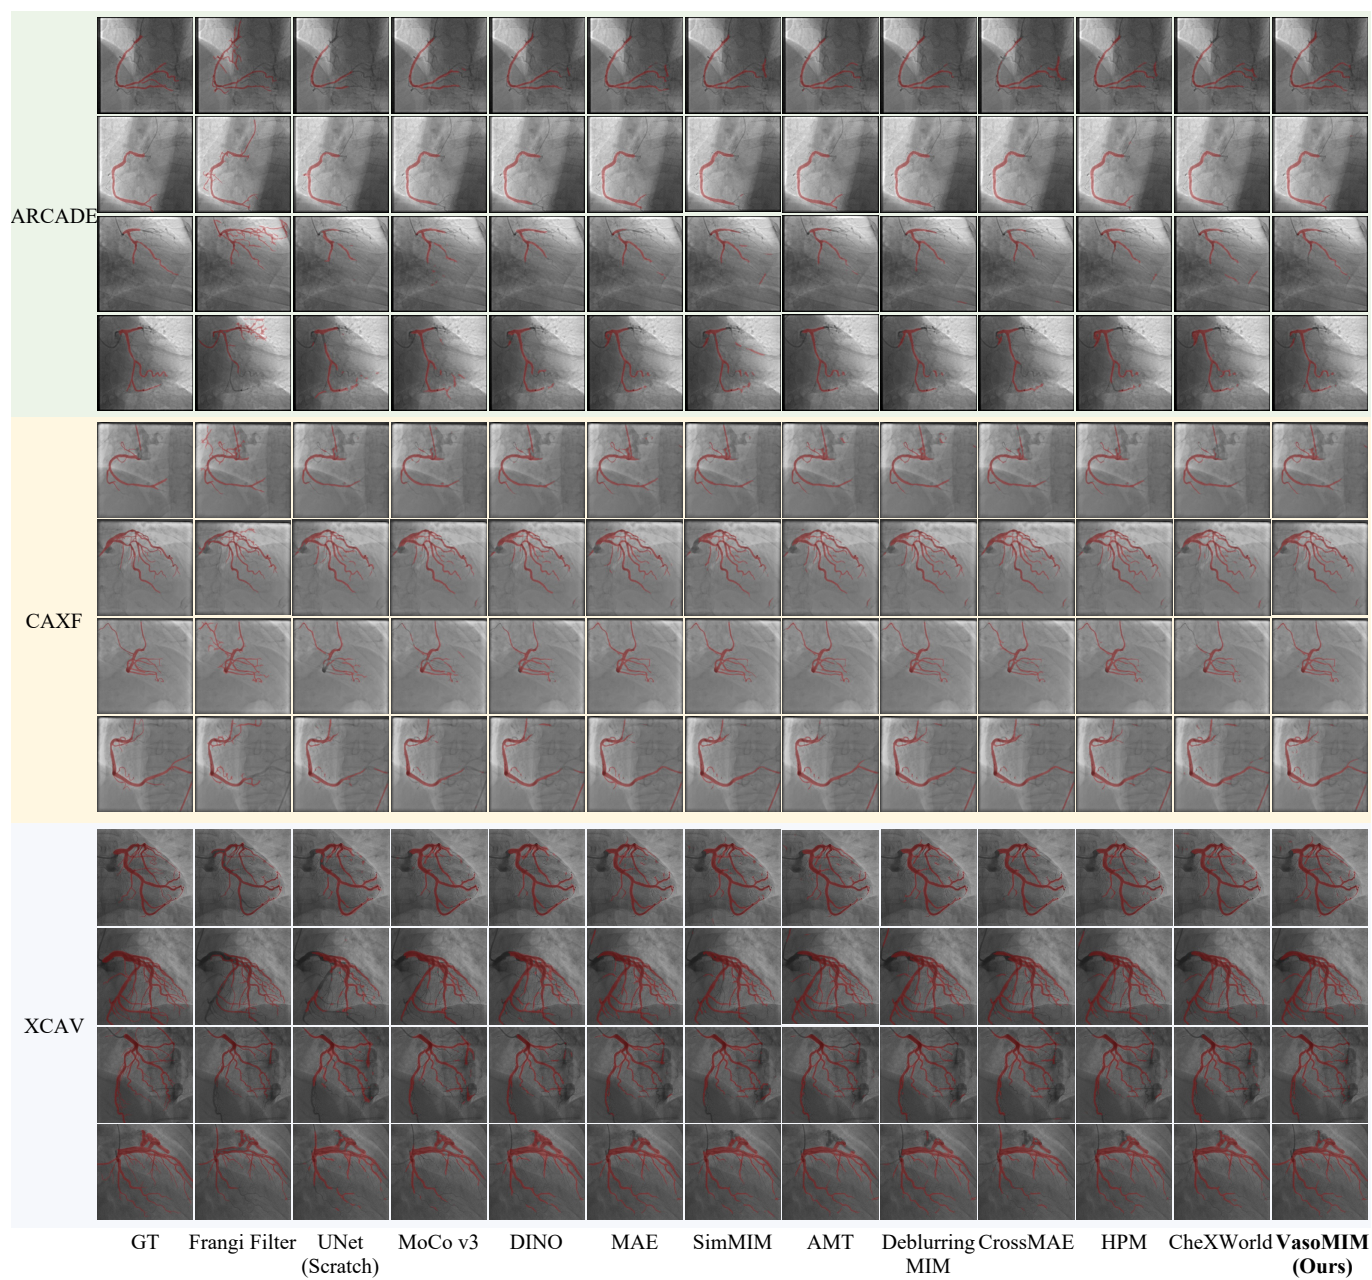 ARCADE
CAXF
XCAV
GT Frangi Filter UNet (Scratch) MoCo v3 DINO MAE SimMIM AMT Deblurring MIM CrossMAE HPM CheXWorld VasoMIM (Ours)